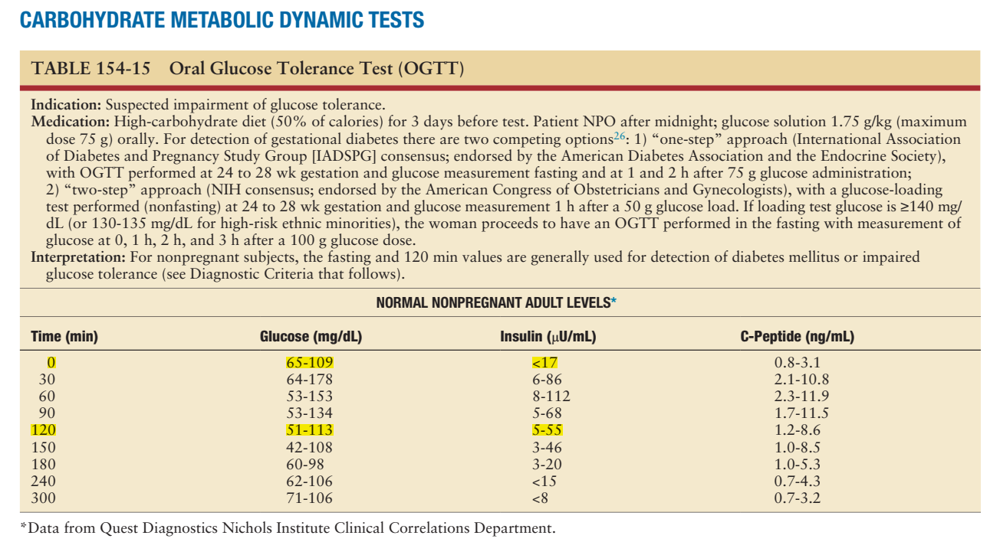 CARBOHYDRATE METABOLIC DYNAMIC TESTS
TABLE 154-15 Oral Glucose Tolerance Test (OGTT)
Indication: Suspected impairment of glucose tolerance.
Medication: High-carbohydrate diet (50% of calories) for 3 days before test. Patient NPO after midnight; glucose solution 1.75 g/kg (maximum
dose 75 g) orally. For detection of gestational diabetes there are two competing options26: 1) “one-step” approach (International Association
of Diabetes and Pregnancy Study Group [IADSPG] consensus; endorsed by the American Diabetes Association and the Endocrine Society),
with OGTT performed at 24 to 28 wk gestation and glucose measurement fasting and at 1 and 2 h after 75 g glucose administration;
2) “two-step” approach (NIH consensus; endorsed by the American Congress of Obstetricians and Gynecologists), with a glucose-loading
test performed (nonfasting) at 24 to 28 wk gestation and glucose measurement 1 h after a 50 g glucose load. If loading test glucose is ≥140 mg/
dL (or 130-135 mg/dL for high-risk ethnic minorities), the woman proceeds to have an OGTT performed in the fasting with measurement of
glucose at 0, 1 h, 2 h, and 3 h after a 100 g glucose dose.
Interpretation: For nonpregnant subjects, the fasting and 120 min values are generally used for detection of diabetes mellitus or impaired
glucose tolerance (see Diagnostic Criteria that follows).
NORMAL NONPREGNANT ADULT LEVELS*
Time (min) Glucose (mg/dL) Insulin (μU/mL) C-Peptide (ng/mL)
0 65-109 <17 0.8-3.1
30 64-178 6-86 2.1-10.8
60 53-153 8-112 2.3-11.9
90 53-134 5-68 1.7-11.5
120 51-113 5-55 1.2-8.6
150 42-108 3-46 1.0-8.5
180 60-98 3-20 1.0-5.3
240 62-106 <15 0.7-4.3
300 71-106 <8 0.7-3.2
*Data from Quest Diagnostics Nichols Institute Clinical Correlations Department.